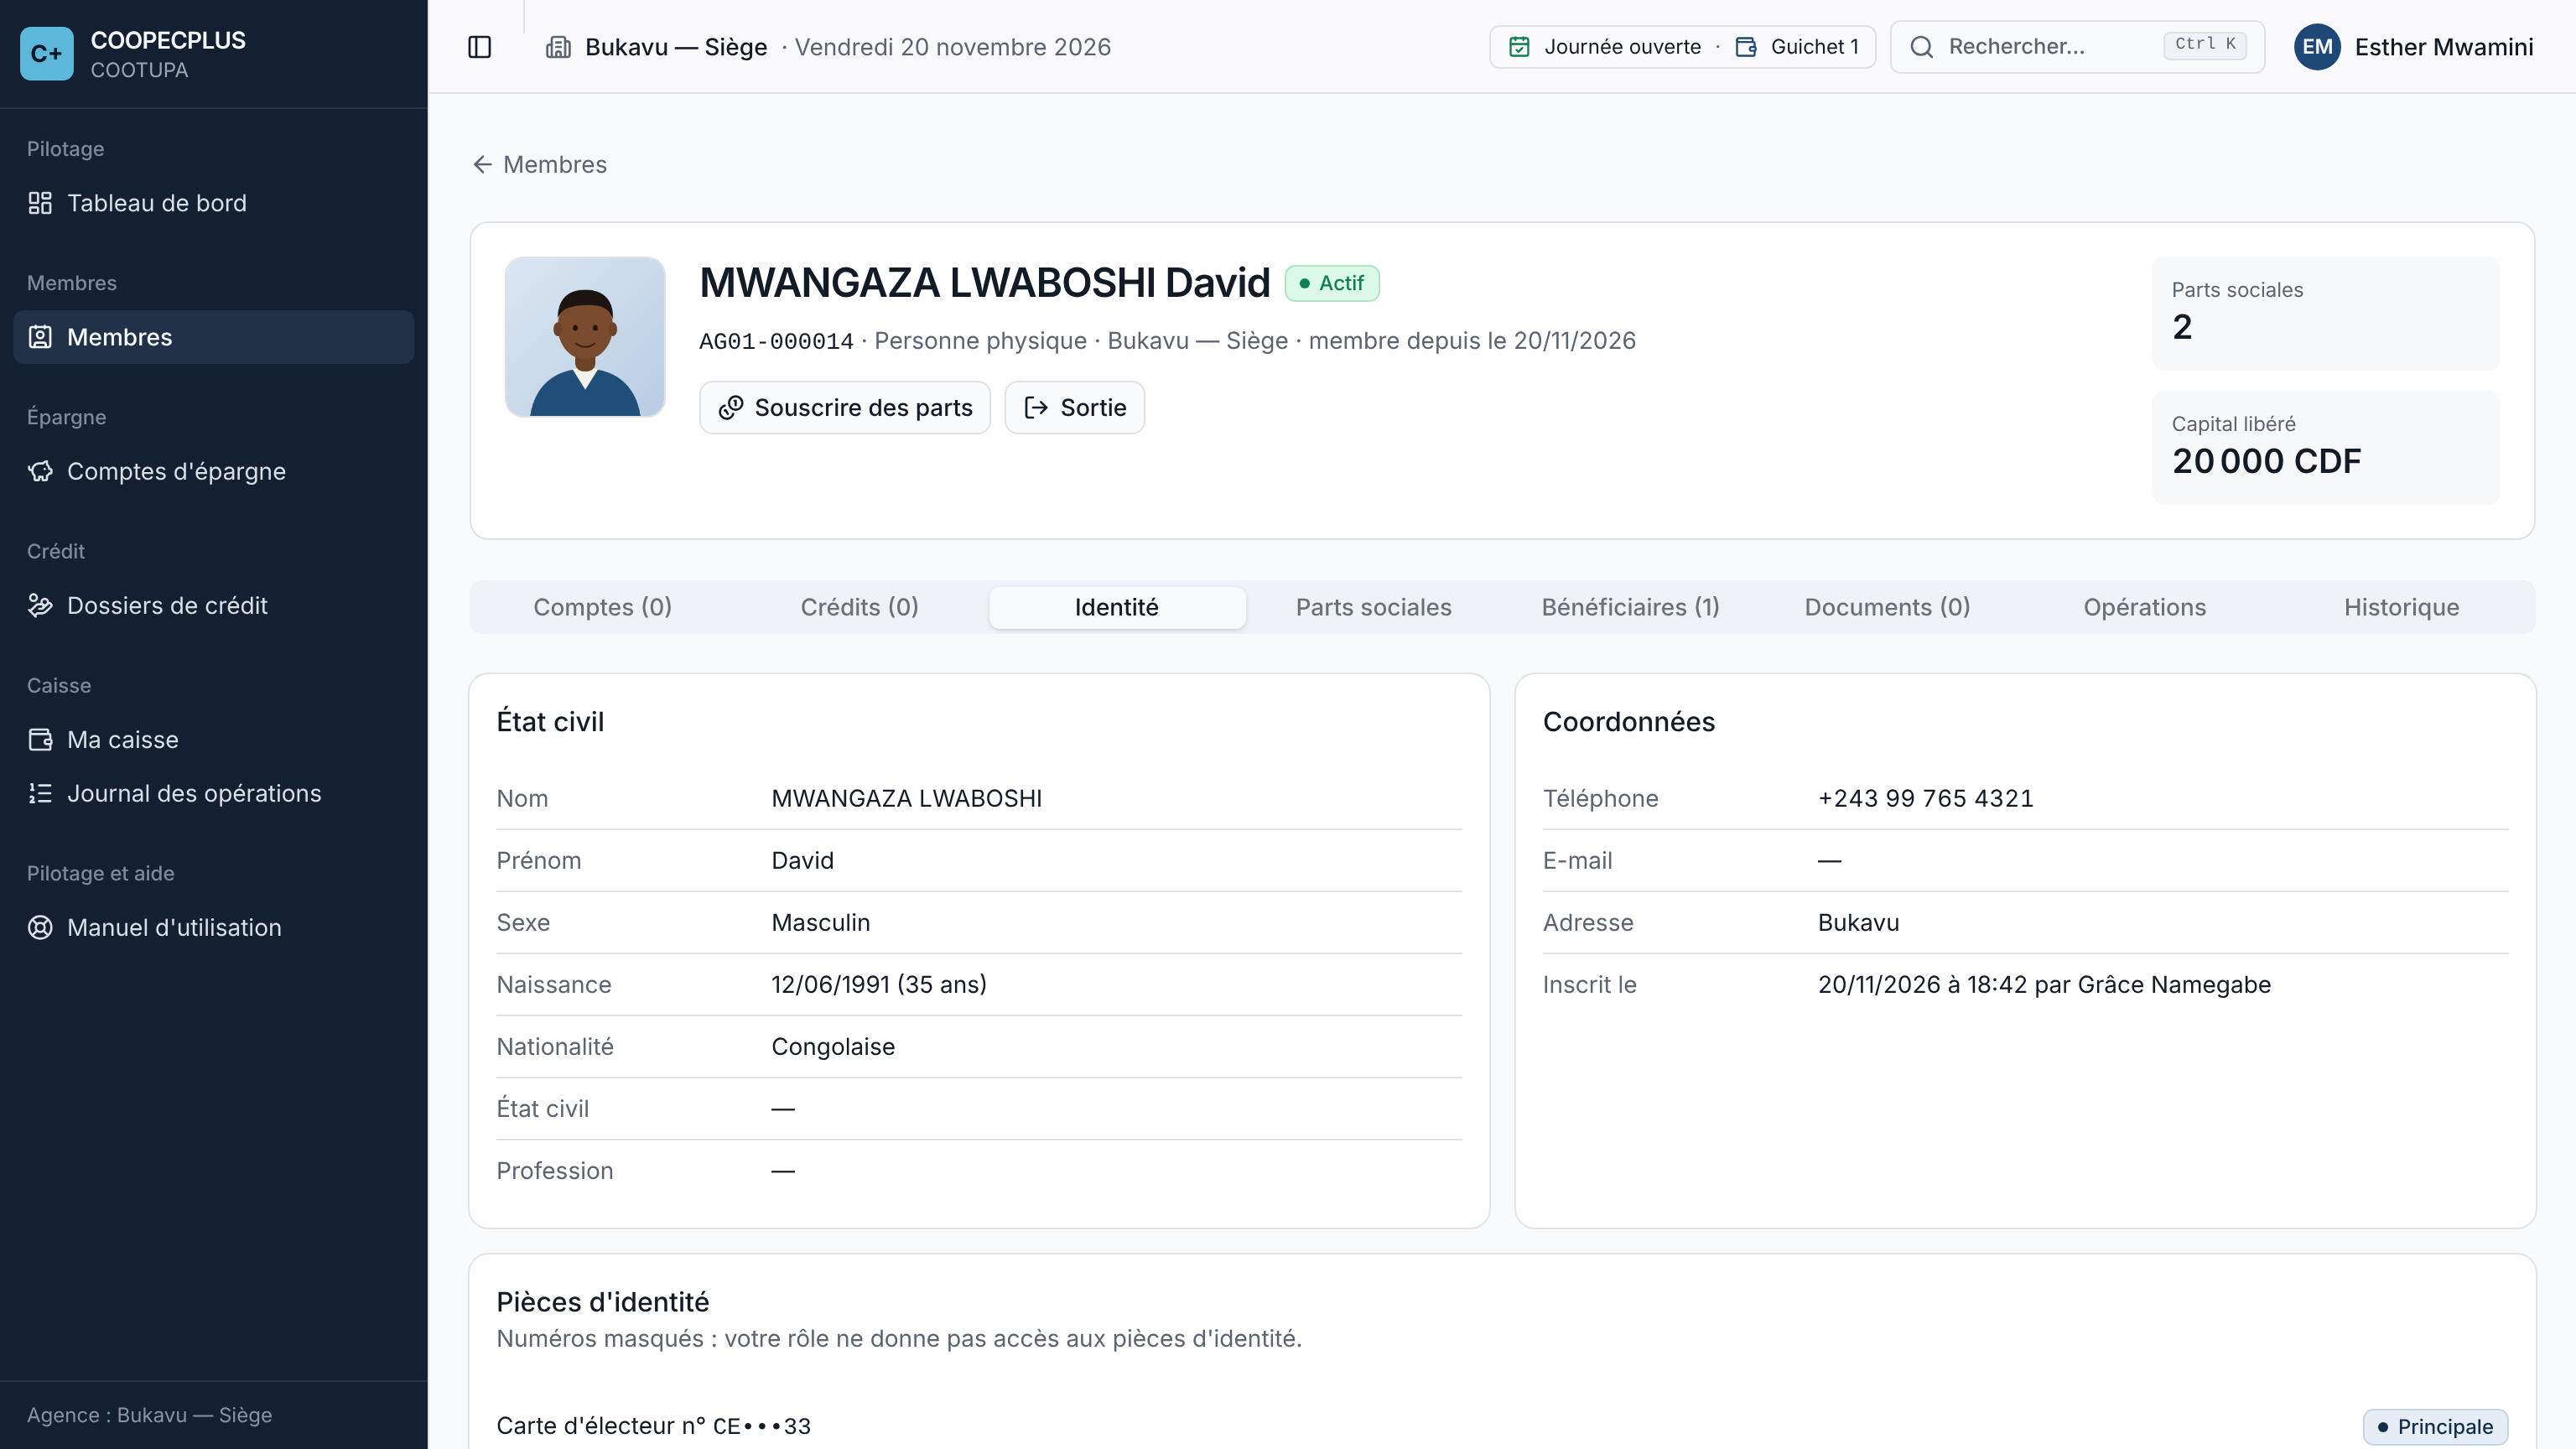 C+
COOPECPLUS
COOTUPA
Pilotage
Tableau de bord
Membres
Membres
Épargne
Comptes d'épargne
Crédit
Dossiers de crédit
Caisse
Ma caisse
Journal des opérations
Pilotage et aide
Manuel d'utilisation
Agence : Bukavu — Siège
Bukavu — Siège · Vendredi 20 novembre 2026
Journée ouverte · Guichet 1
Rechercher... Ctrl K
EM Esther Mwamini
← Membres
MWANGAZA LWABOSHI David
• Actif
AG01-000014 · Personne physique · Bukavu — Siège · membre depuis le 20/11/2026
Souscrire des parts
Sortie
Parts sociales
2
Capital libéré
20 000 CDF
Comptes (0)
Crédits (0)
Identité
Parts sociales
Bénéficiaires (1)
Documents (0)
Opérations
Historique
État civil
Nom MWANGAZA LWABOSHI
Prénom David
Sexe Masculin
Naissance 12/06/1991 (35 ans)
Nationalité Congolaise
État civil —
Profession —
Coordonnées
Téléphone +243 99 765 4321
E-mail —
Adresse Bukavu
Inscrit le 20/11/2026 à 18:42 par Grâce Namegabe
Pièces d'identité
Numéros masqués : votre rôle ne donne pas accès aux pièces d'identité.
Carte d'électeur n° CE•••33
• Principale